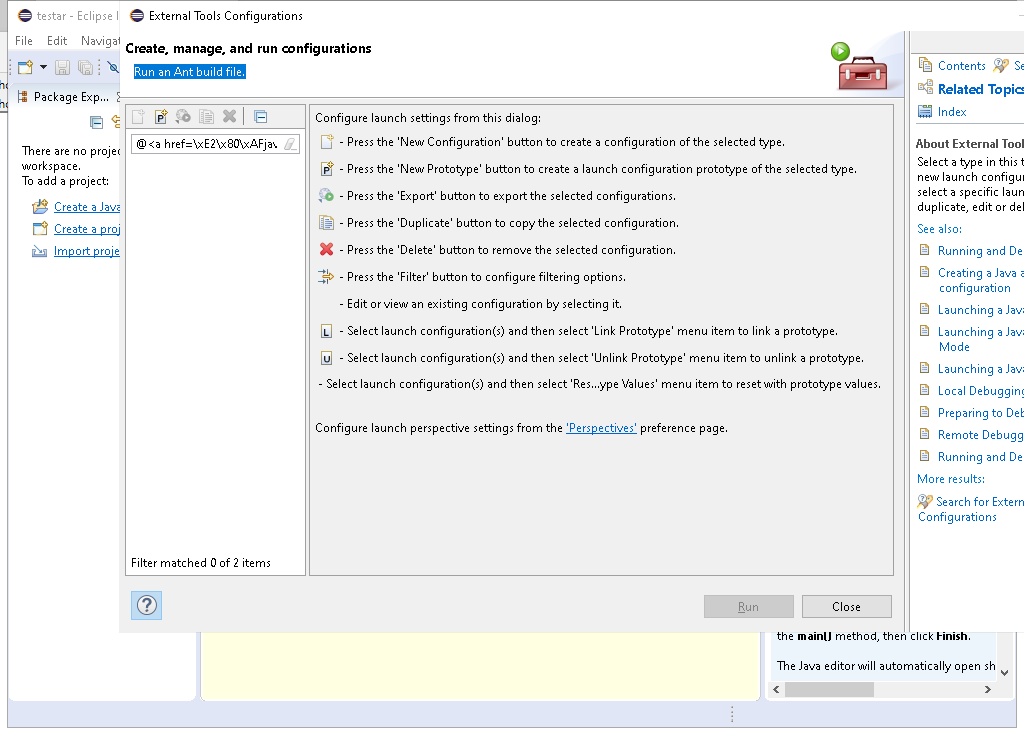 testar - Eclipse I
External Tools Configurations
File Edit Navigat
Create, manage, and run configurations
Run an Ant build file.
Package Exp...
There are no projec
workspace.
To add a project:
Create a Java
Create a proj
Import proje
@<a href=\xE2\x80\xAFjav
Filter matched 0 of 2 items
Configure launch settings from this dialog:
- Press the 'New Configuration' button to create a configuration of the selected type.
- Press the 'New Prototype' button to create a launch configuration prototype of the selected type.
- Press the 'Export' button to export the selected configurations.
- Press the 'Duplicate' button to copy the selected configuration.
- Press the 'Delete' button to remove the selected configuration.
- Press the 'Filter' button to configure filtering options.
- Edit or view an existing configuration by selecting it.
L - Select launch configuration(s) and then select 'Link Prototype' menu item to link a prototype.
U - Select launch configuration(s) and then select 'Unlink Prototype' menu item to unlink a prototype.
- Select launch configuration(s) and then select 'Res...ype Values' menu item to reset with prototype values.
Configure launch perspective settings from the 'Perspectives' preference page.
Run
Close
Contents Se
Related Topics
Index
About External Tool
Select a type in this t
new launch configur
select a specific laun
duplicate, edit or del
See also:
Running and De
Creating a Java a
configuration
Launching a Java
Launching a Java
Mode
Launching a Java
Local Debugging
Preparing to Deb
Remote Debugg
Running and De
More results:
Search for Extern
Configurations
the main() method, then click Finish.
The Java editor will automatically open sh